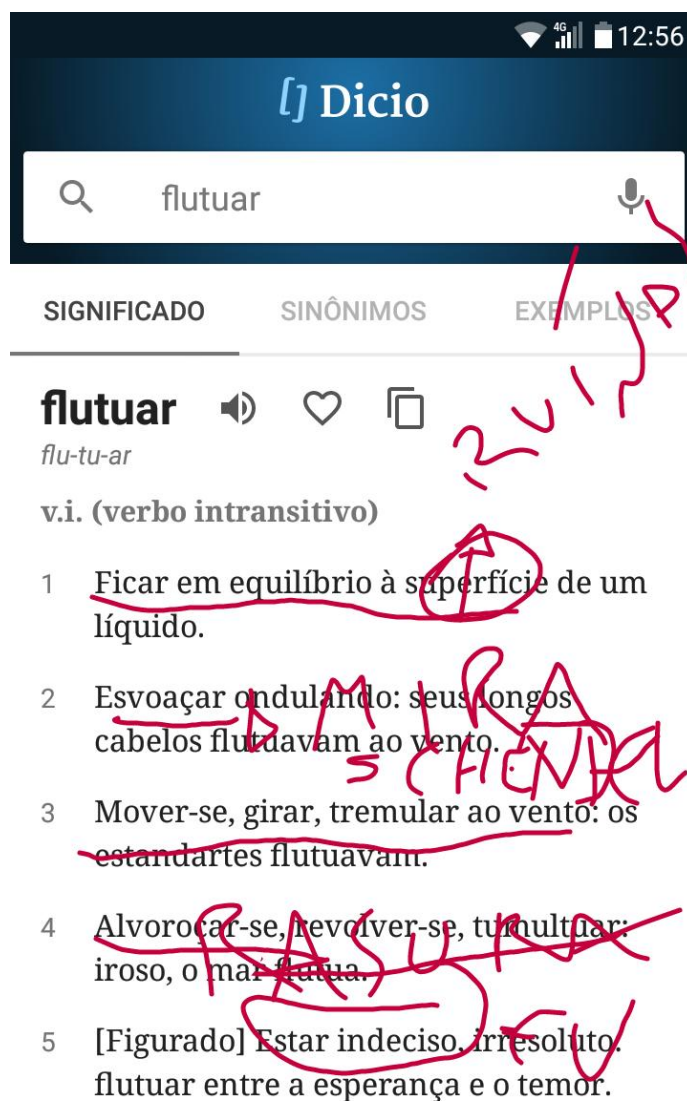 4G 12:56
[] Dicio
flutuar
SIGNIFICADO SINÔNIMOS EXEMPLOS
flutuar
flu-tu-ar
v.i. (verbo intransitivo)
1 Ficar em equilíbrio à superfície de um
líquido.
2 Esvoaçar ondulando: seus longos
cabelos flutuavam ao vento.
MIRA
SCHENDEL
3 Mover-se, girar, tremular ao vento: os
estandartes flutuavam.
4 Alvoroçar-se, revolver-se, tumultuar:
iroso, o mar flutua.
RASURA
5 [Figurado] Estar indeciso, irresoluto:
flutuar entre a esperança e o temor.
EU